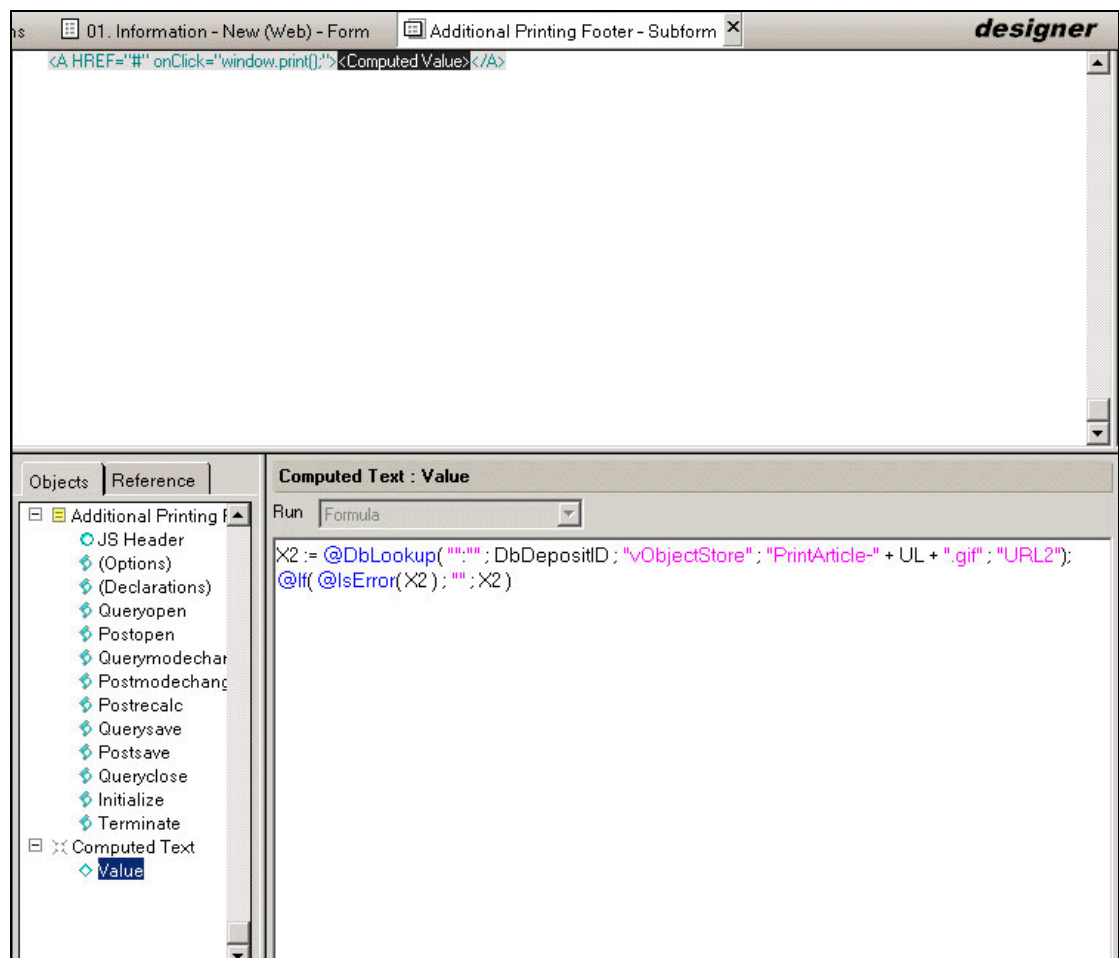 ns 01. Information - New (Web) - Form Additional Printing Footer - Subform designer
<A HREF="#" onClick="window.print();"><Computed Value></A>
Objects Reference
Additional Printing F
JS Header
(Options)
(Declarations)
Queryopen
Postopen
Querymodechan
Postmodechang
Postrecalc
Querysave
Postsave
Queryclose
Initialize
Terminate
Computed Text
Value
Computed Text : Value
Run Formula
X2 := @DbLookup( "":"" ; DbDepositID ; "vObjectStore" ; "PrintArticle-" + UL + ".gif" ; "URL2");
@If( @IsError( X2 ) ; "" ; X2 )